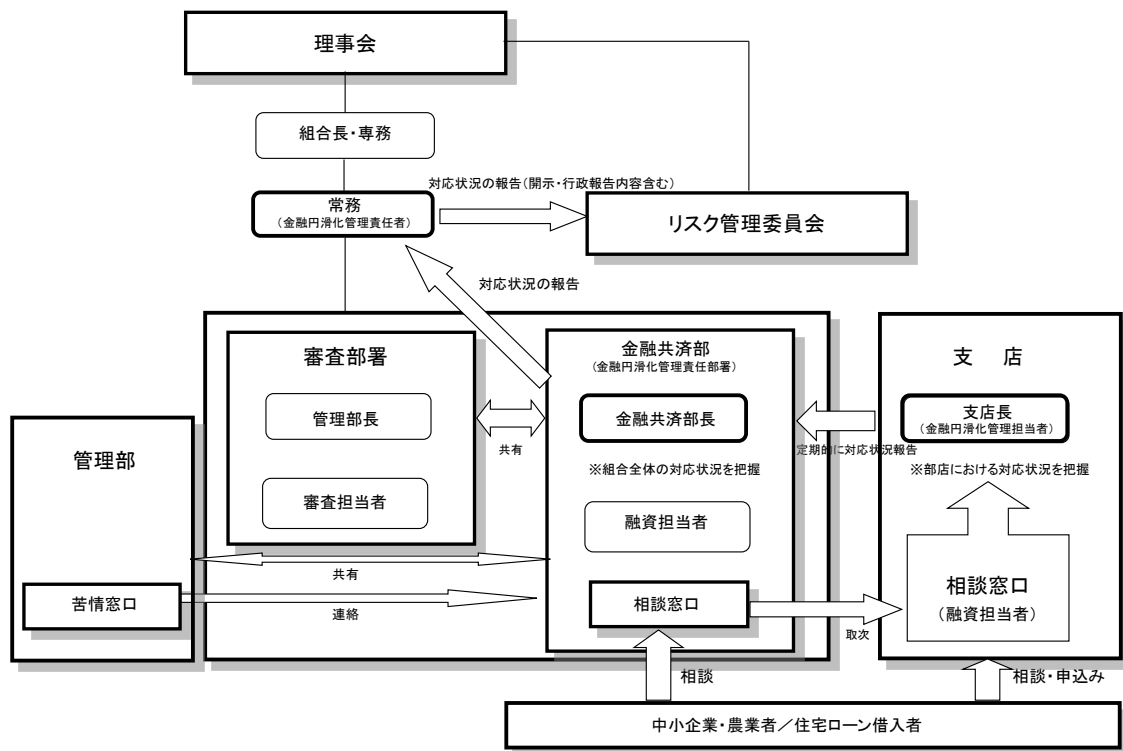 理事会
組合長・専務
対応状況の報告(開示・行政報告内容含む)
常務
(金融円滑化管理責任者)
リスク管理委員会
対応状況の報告
審査部署
金融共済部
(金融円滑化管理責任部署)
支　店
管理部長
金融共済部長
支店長
(金融円滑化管理担当者)
共有
定期的に対応状況報告
管理部
※組合全体の対応状況を把握
※部店における対応状況を把握
審査担当者
融資担当者
共有
苦情窓口
連絡
相談窓口
取次
相談窓口
(融資担当者)
相談
相談・申込み
中小企業・農業者／住宅ローン借入者